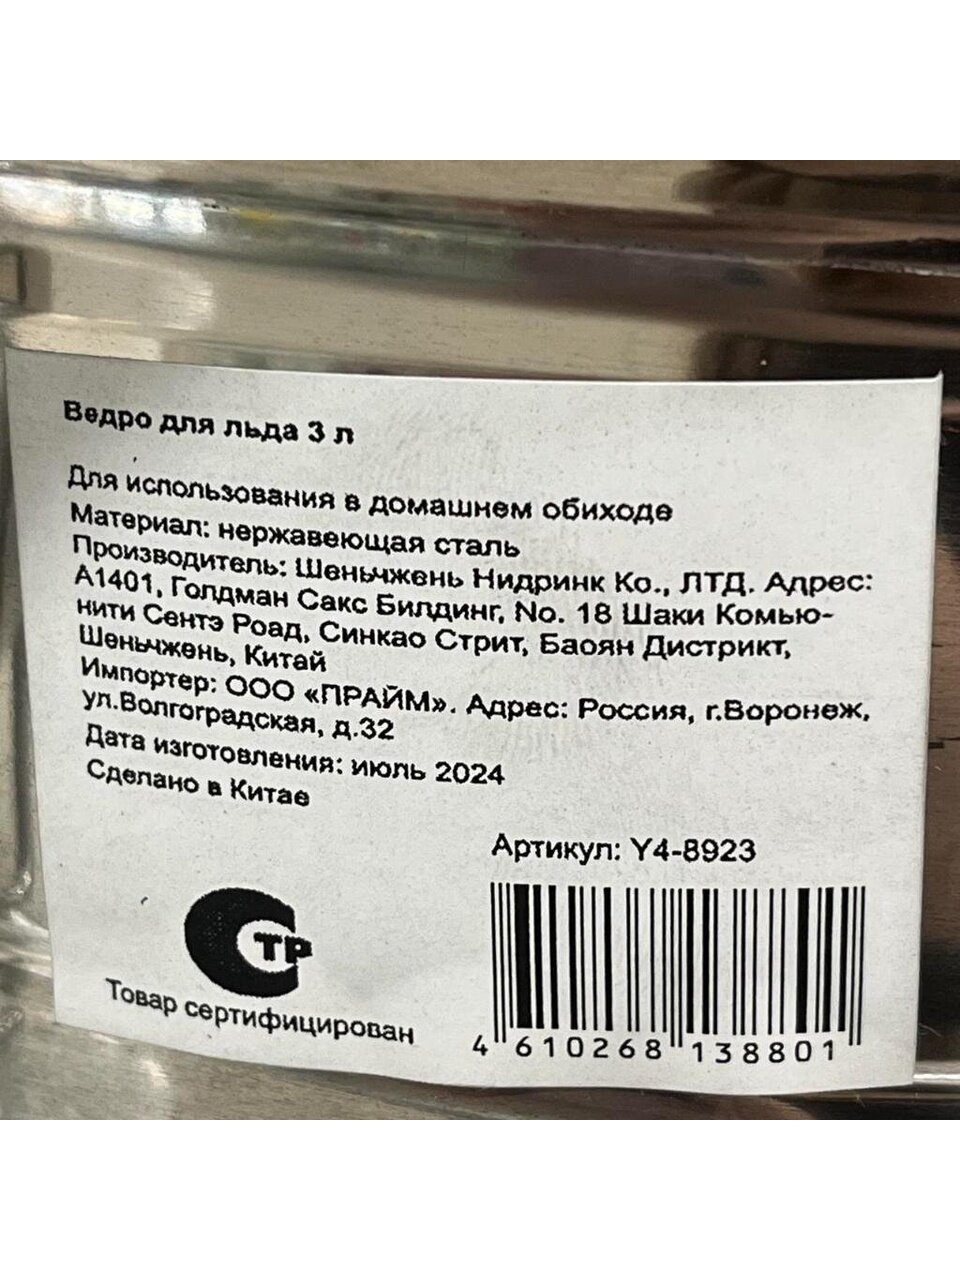 Ведро для льда 3 л
Для использования в домашнем обиходе
Материал: нержавеющая сталь
Производитель: Шеньчжень Нидринк Ко., ЛТД. Адрес:
А1401, Голдман Сакс Билдинг, No. 18 Шаки Комью-
нити Сентэ Роад, Синкао Стрит, Баоян Дистрикт,
Шеньчжень, Китай
Импортер: ООО «ПРАЙМ». Адрес: Россия, г.Воронеж,
ул.Волгоградская, д.32
Дата изготовления: июль 2024
Сделано в Китае
Артикул: Y4-8923
СТР
Товар сертифицирован
4 610268 138801